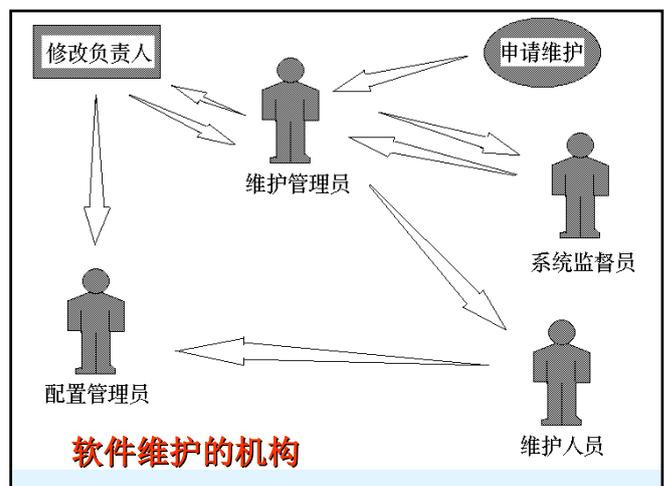 修改负责人
申请维护
维护管理员
系统监督员
配置管理员
维护人员
软件维护的机构